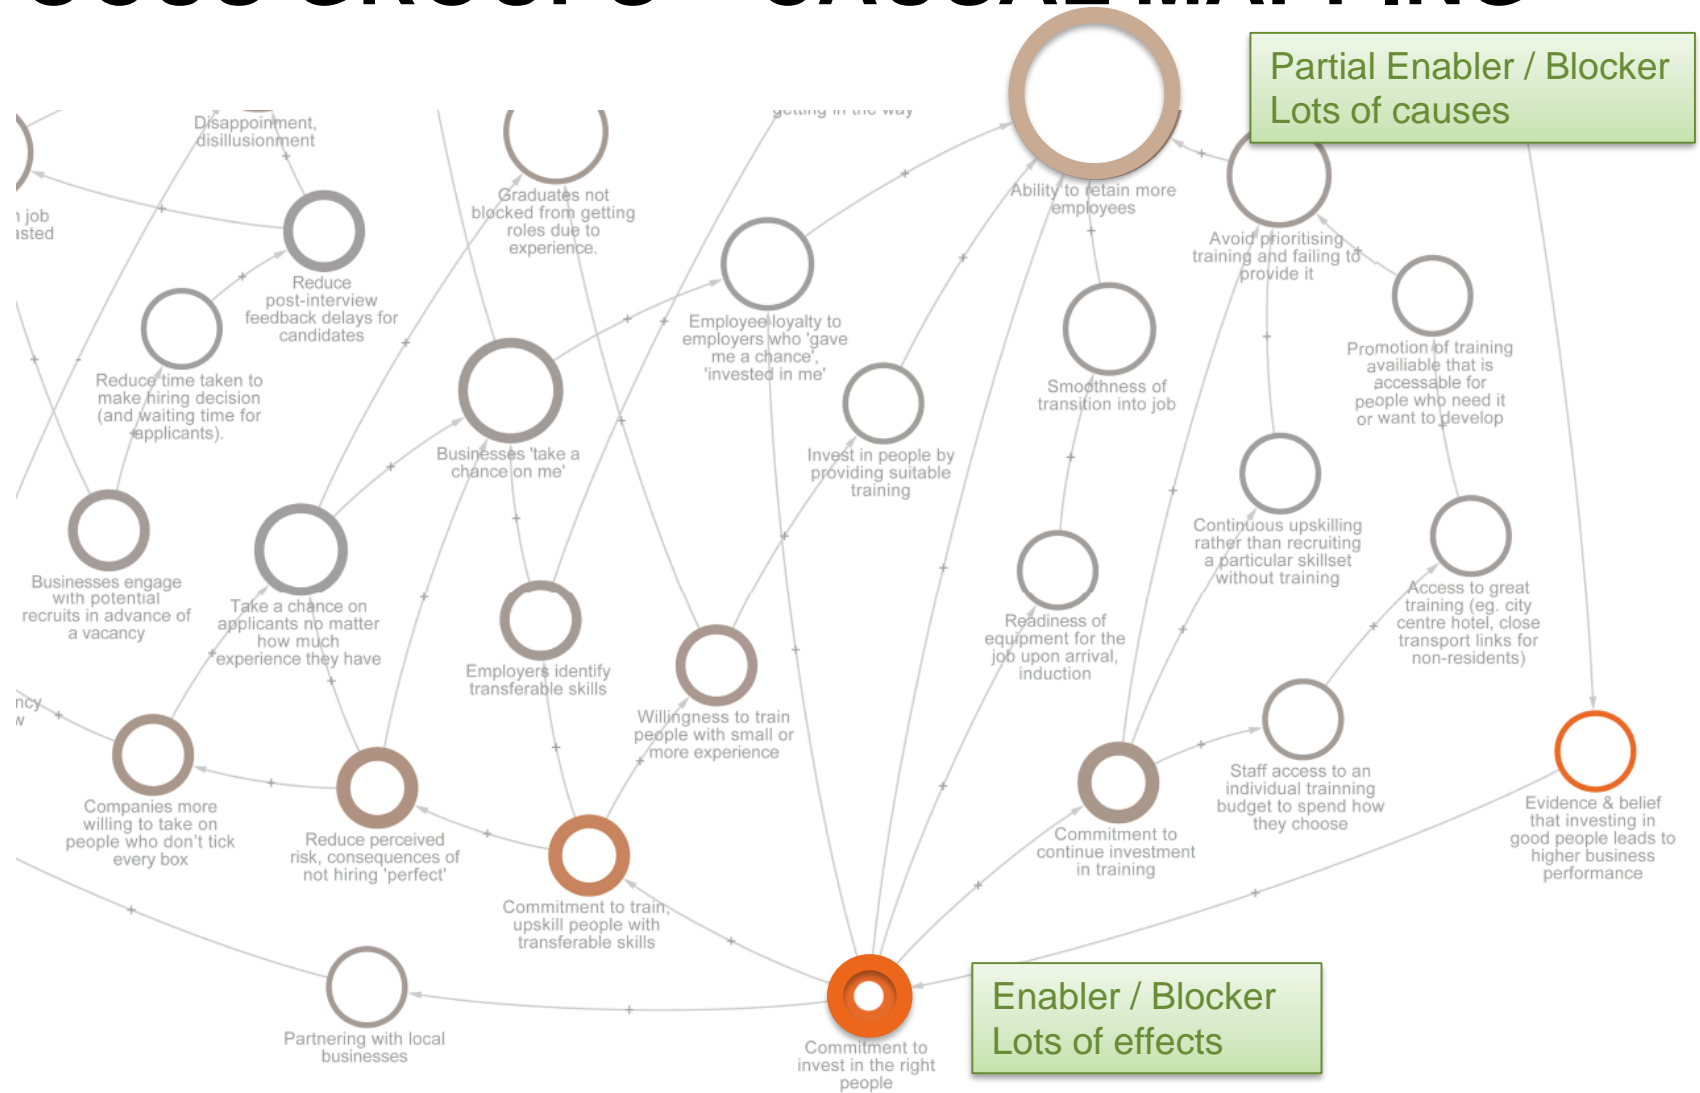 FOCUS GROUPS – CAUSAL MAPPING
Partial Enabler / Blocker
Lots of causes
getting in the way
Disappoinment,
disillusionment
n job
asted
Graduates not
blocked from getting
roles due to
experience.
Ability to retain more
employees
Avoid prioritising
training and failing to
provide it
Reduce
post-interview
feedback delays for
candidates
Employee loyalty to
employers who 'gave
me a chance',
'invested in me'
Promotion of training
availiable that is
accessable for
people who need it
or want to develop
Reduce time taken to
make hiring decision
(and waiting time for
applicants).
Smoothness of
transition into job
Businesses 'take a
chance on me'
Invest in people by
providing suitable
training
Continuous upskilling
rather than recruiting
a particular skillset
without training
Businesses engage
with potential
recruits in advance of
a vacancy
Take a chance on
applicants no matter
how much
experience they have
Access to great
training (eg. city
centre hotel, close
transport links for
non-residents)
Readiness of
equipment for the
job upon arrival,
induction
Employers identify
transferable skills
ncy
w
Willingness to train
people with small or
more experience
Staff access to an
individual trainning
budget to spend how
they choose
Companies more
willing to take on
people who don't tick
every box
Reduce perceived
risk, consequences of
not hiring 'perfect'
Commitment to
continue investment
in training
Evidence & belief
that investing in
good people leads to
higher business
performance
Commitment to train,
upskill people with
transferable skills
Enabler / Blocker
Lots of effects
Partnering with local
businesses
Commitment to
invest in the right
people